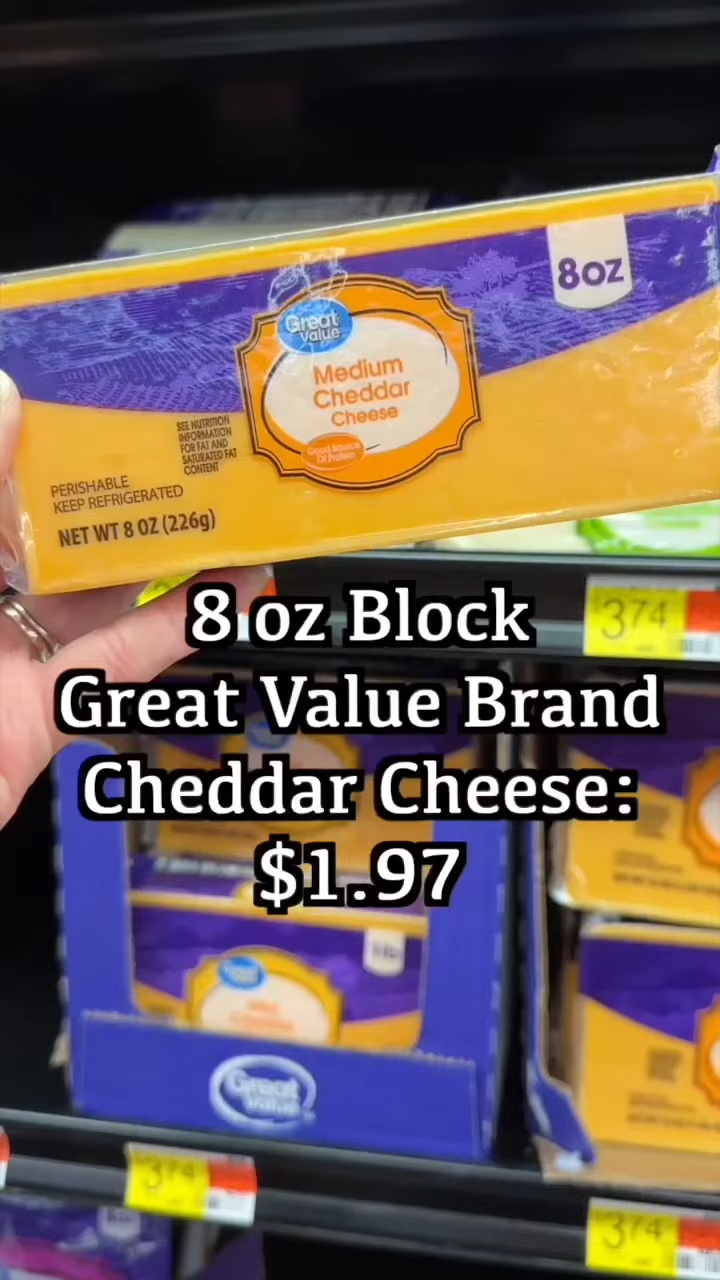 8oz
Great
Value
Medium
Cheddar
Cheese
Good Source
Of Protein
SEE NUTRITION
INFORMATION
FOR FAT AND
SATURATED FAT
CONTENT
PERISHABLE
KEEP REFRIGERATED
NET WT 8 OZ (226g)
8 oz Block
Great Value Brand
Cheddar Cheese:
$1.97
374
Great
Value
374
374